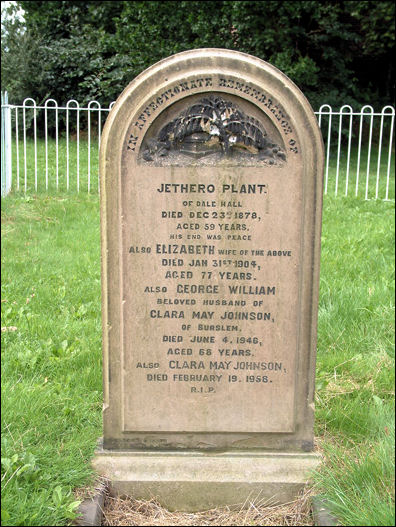 IN AFFECTIONATE REMEMBRANCE OF
JETHERO PLANT.
OF DALE HALL
DIED DEC 23RD 1878,
AGED 59 YEARS,
HIS END WAS PEACE
ALSO ELIZABETH WIFE OF THE ABOVE
DIED JAN 31ST 1904,
AGED 77 YEARS.
ALSO GEORGE WILLIAM
BELOVED HUSBAND OF
CLARA MAY JOHNSON,
OF BURSLEM,
DIED JUNE 4, 1946,
AGED 68 YEARS.
ALSO CLARA MAY JOHNSON,
DIED FEBRUARY 19, 1958.
R.I.P.